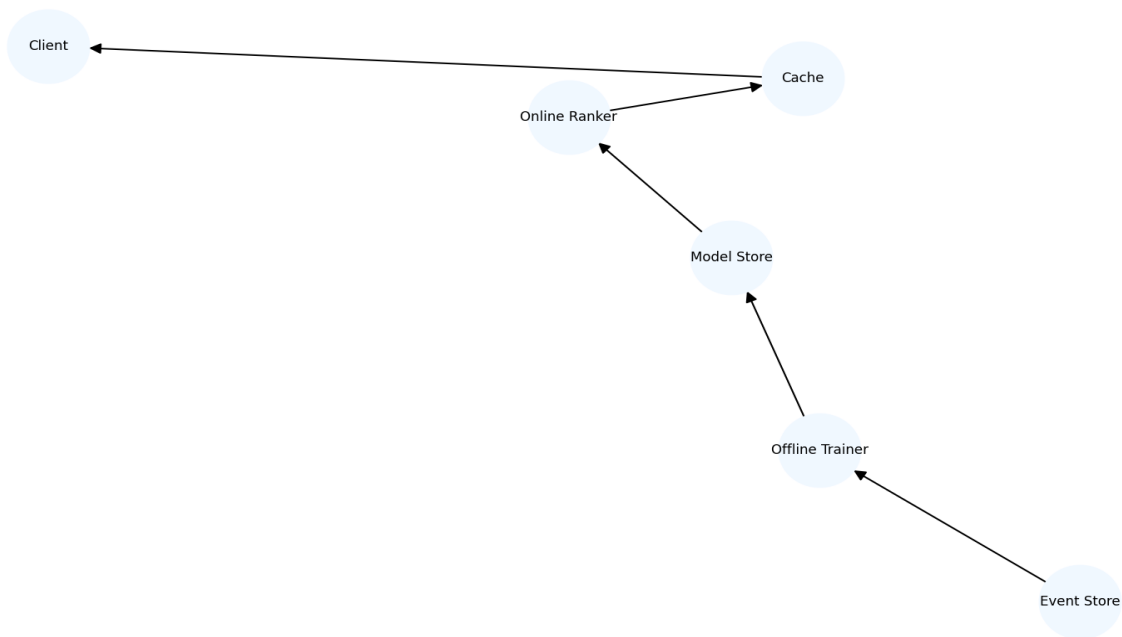 Client
Cache
Online Ranker
Model Store
Offline Trainer
Event Store